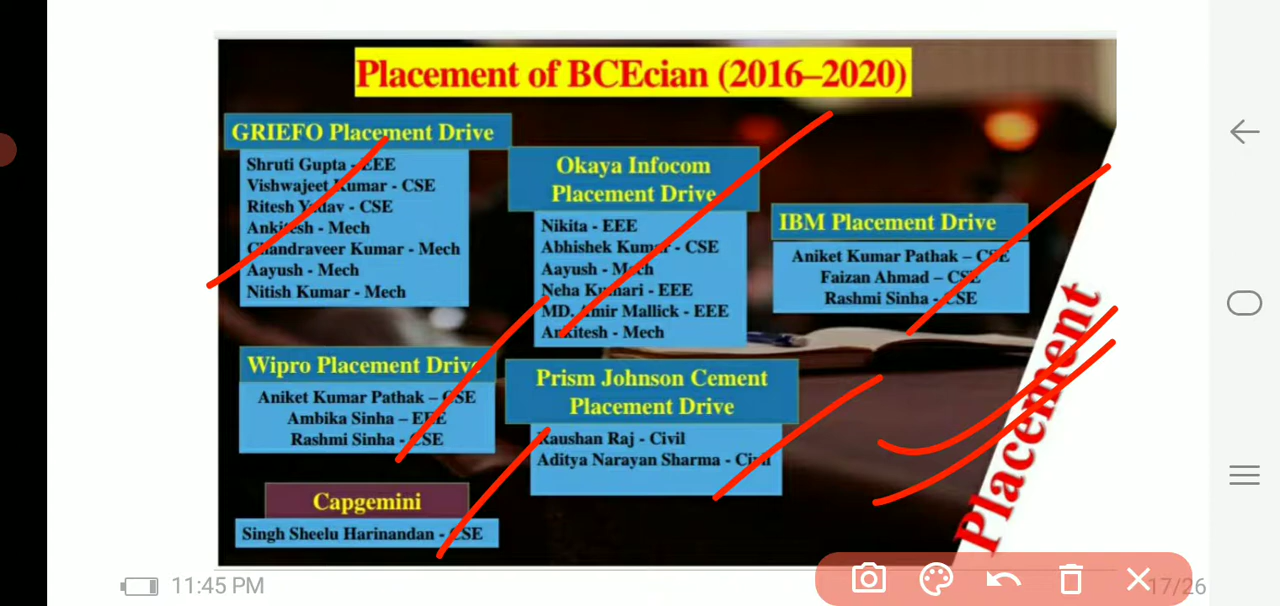 Placement of BCEcian (2016–2020)
GRIEFO Placement Drive
Shruti Gupta - EEE
Vishwajeet Kumar - CSE
Ritesh Yadav - CSE
Ankitesh - Mech
Chandraveer Kumar - Mech
Aayush - Mech
Nitish Kumar - Mech
Okaya Infocom
Placement Drive
Nikita - EEE
Abhishek Kumar - CSE
Aayush - Mech
Neha Kumari - EEE
MD. Amir Mallick - EEE
Ankitesh - Mech
IBM Placement Drive
Aniket Kumar Pathak – CSE
Faizan Ahmad – CSE
Rashmi Sinha - CSE
Wipro Placement Drive
Aniket Kumar Pathak – CSE
Ambika Sinha – EEE
Rashmi Sinha - CSE
Prism Johnson Cement
Placement Drive
Raushan Raj - Civil
Aditya Narayan Sharma - Civil
Capgemini
Singh Sheelu Harinandan - CSE
Placement
11:45 PM
17/26